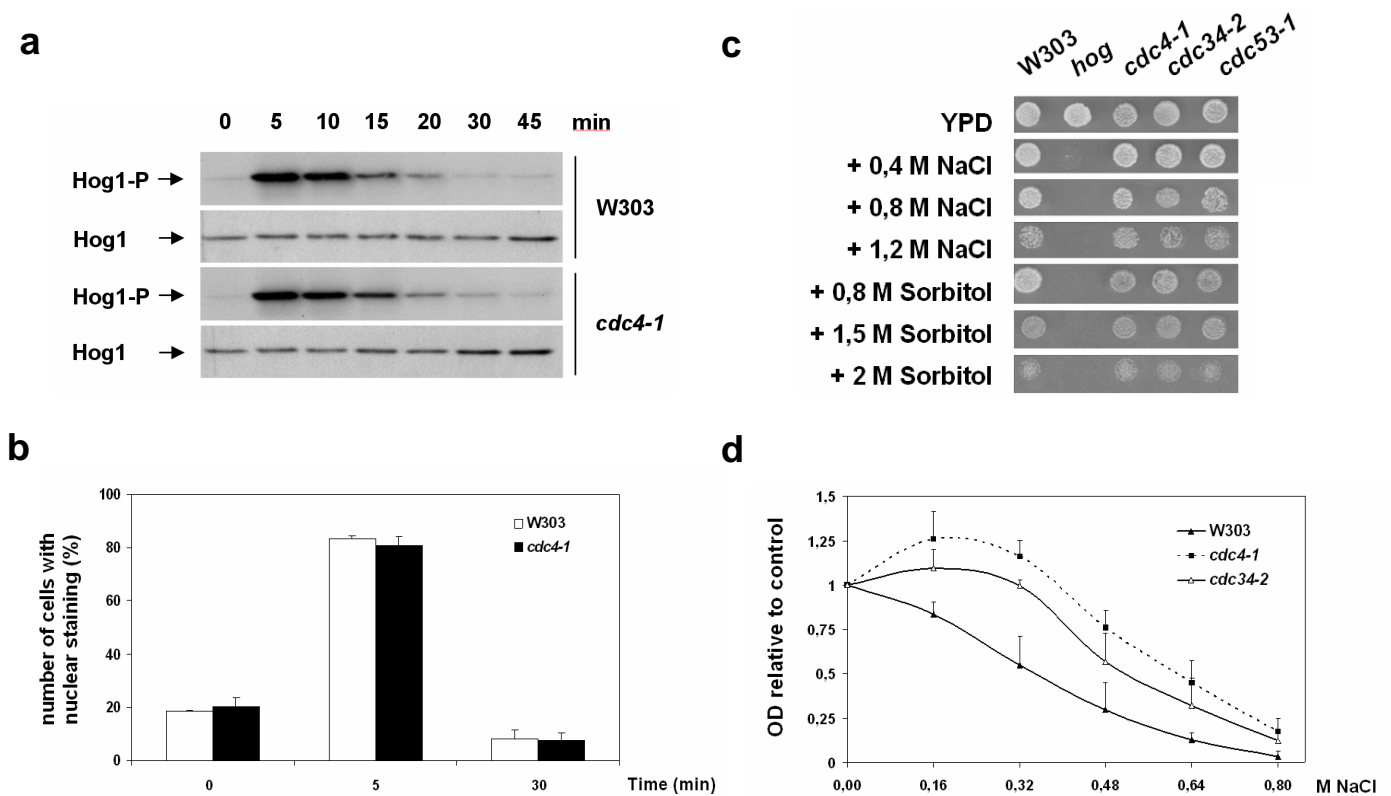 a
0 5 10 15 20 30 45 min
Hog1-P
Hog1
W303
Hog1-P
Hog1
cdc4-1
b
number of cells with
nuclear staining (%)
100
80
60
40
20
0
W303
cdc4-1
0 5 30 Time (min)
c
W303 hog cdc4-1 cdc34-2 cdc53-1
YPD
+ 0,4 M NaCl
+ 0,8 M NaCl
+ 1,2 M NaCl
+ 0,8 M Sorbitol
+ 1,5 M Sorbitol
+ 2 M Sorbitol
d
OD relative to control
1,5
1,25
1
0,75
0,5
0,25
0
W303
cdc4-1
cdc34-2
0,00 0,16 0,32 0,48 0,64 0,80 M NaCl